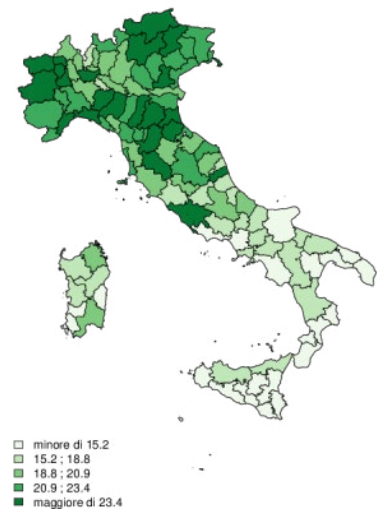 minore di 15.2
15.2 ; 18.8
18.8 ; 20.9
20.9 ; 23.4
maggiore di 23.4